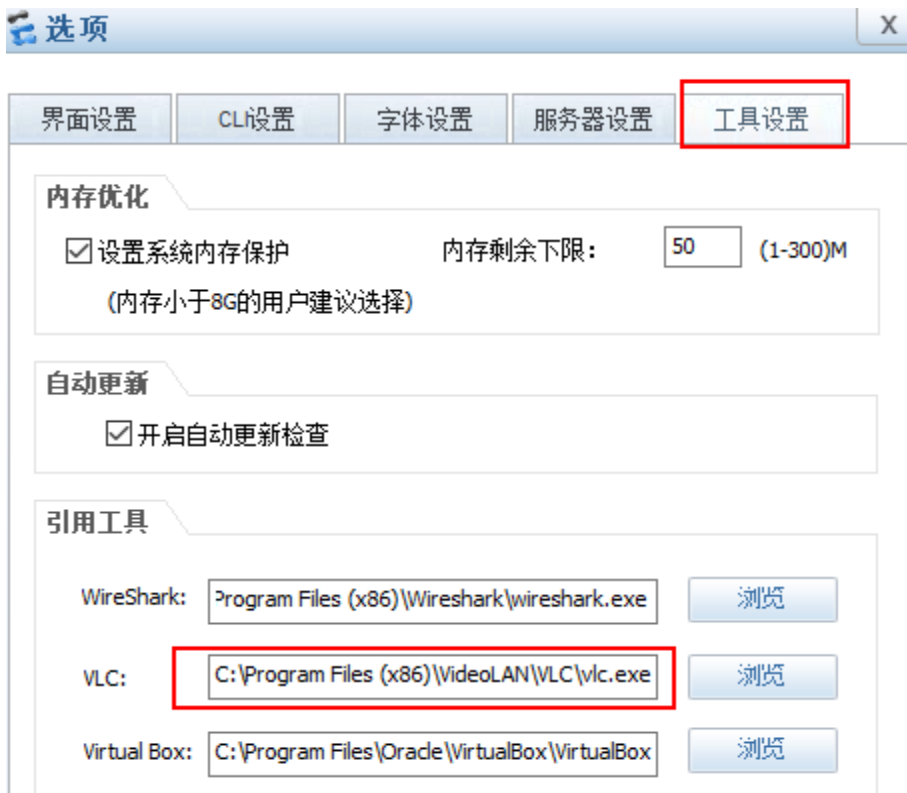 选项
X
界面设置 CLI设置 字体设置 服务器设置 工具设置
内存优化
设置系统内存保护 内存剩余下限： 50 (1-300)M
(内存小于8G的用户建议选择)
自动更新
开启自动更新检查
引用工具
WireShark: Program Files (x86)\Wireshark\wireshark.exe 浏览
VLC: C:\Program Files (x86)\VideoLAN\VLC\vlc.exe 浏览
Virtual Box: C:\Program Files\Oracle\VirtualBox\VirtualBox 浏览